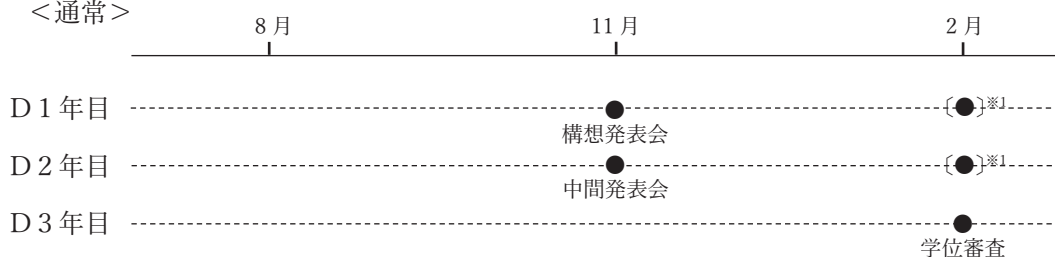 ＜通常＞
8月 11月 2月
Ｄ１年目 〔●〕※1
構想発表会
Ｄ２年目 〔●〕※1
中間発表会
Ｄ３年目
学位審査